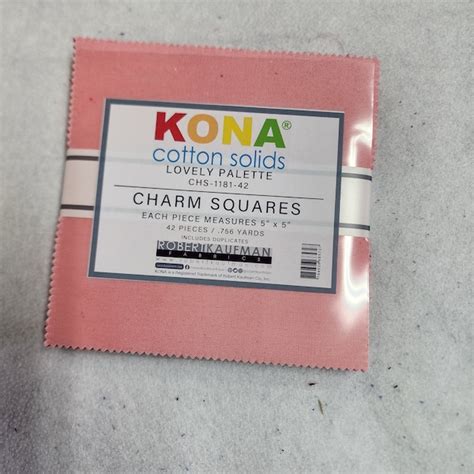 KONA®
cotton solids
LOVELY PALETTE
CHS-1181-42
CHARM SQUARES
EACH PIECE MEASURES 5" x 5"
42 PIECES / .756 YARDS
INCLUDES DUPLICATES
ROBERT KAUFMAN
FABRICS